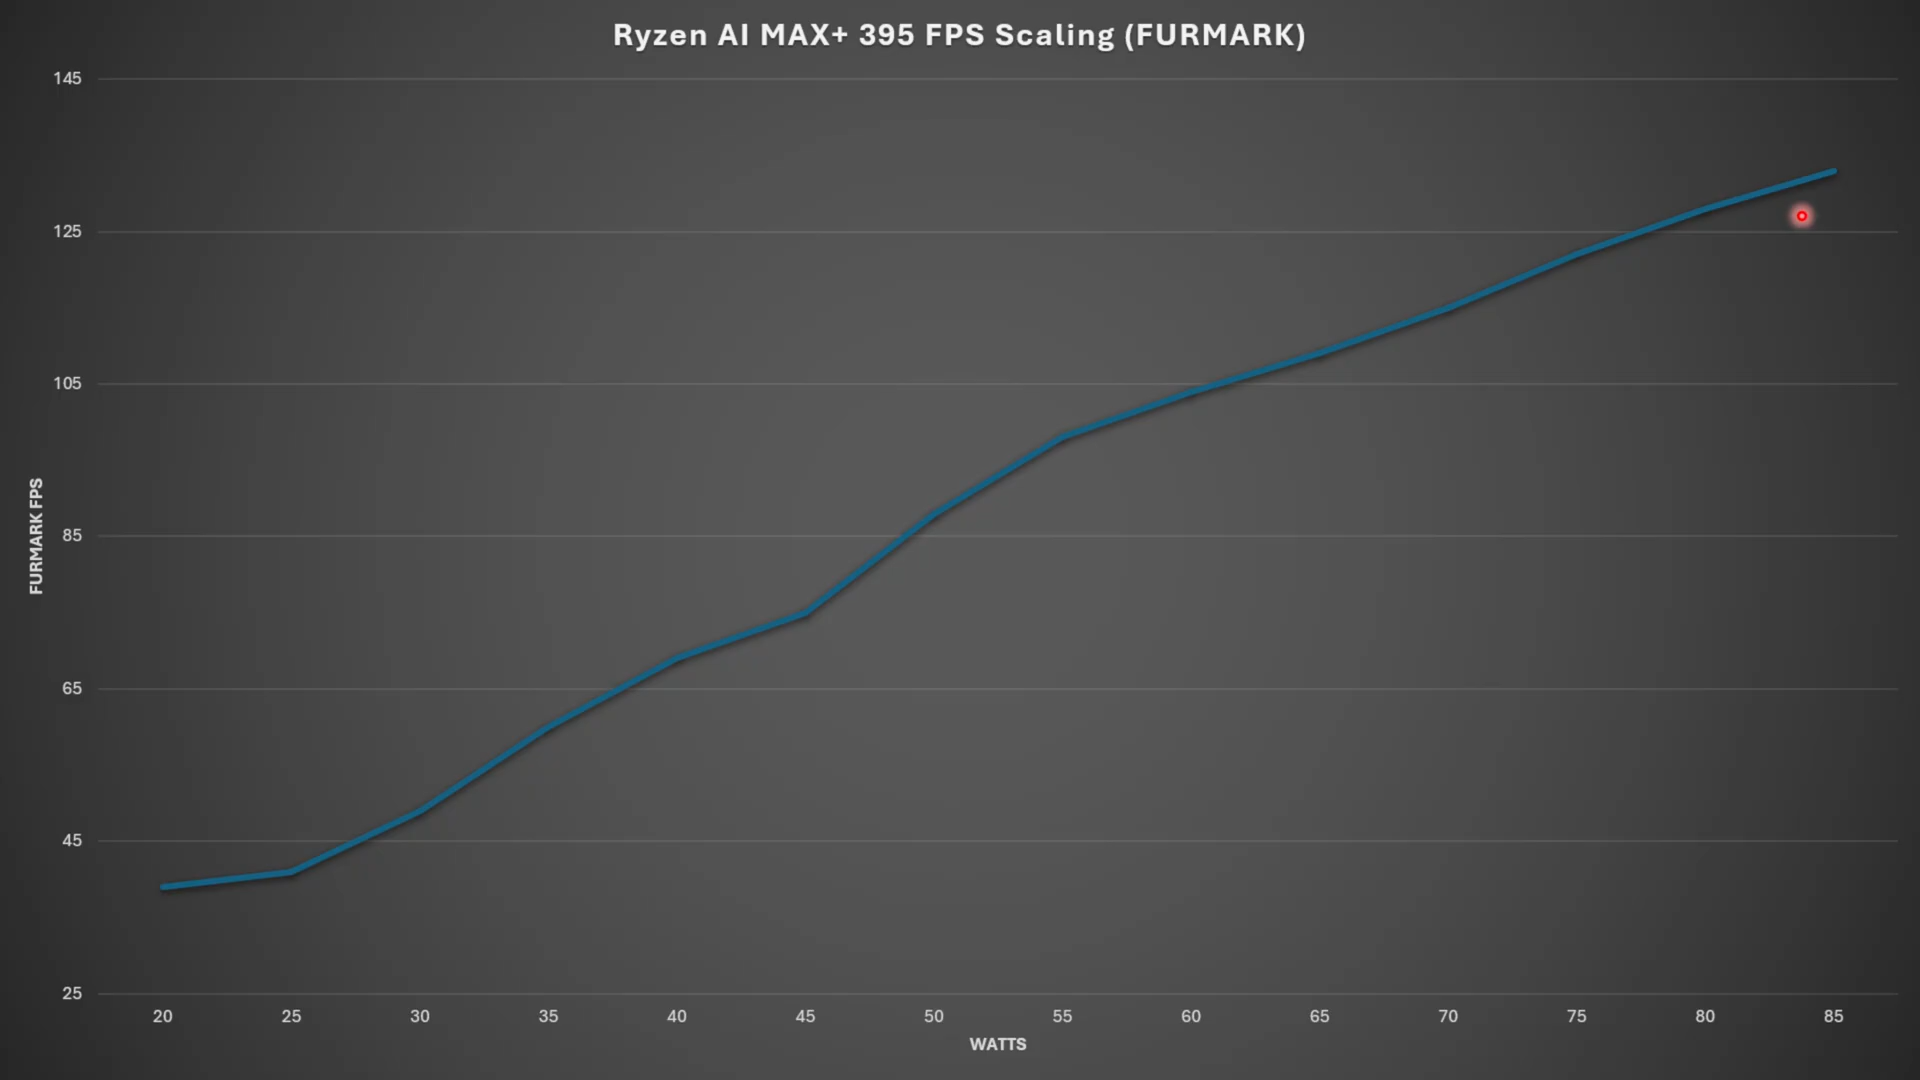 Ryzen AI MAX+ 395 FPS Scaling (FURMARK)
145
125
105
85
65
45
25
FURMARK FPS
20 25 30 35 40 45 50 55 60 65 70 75 80 85
WATTS